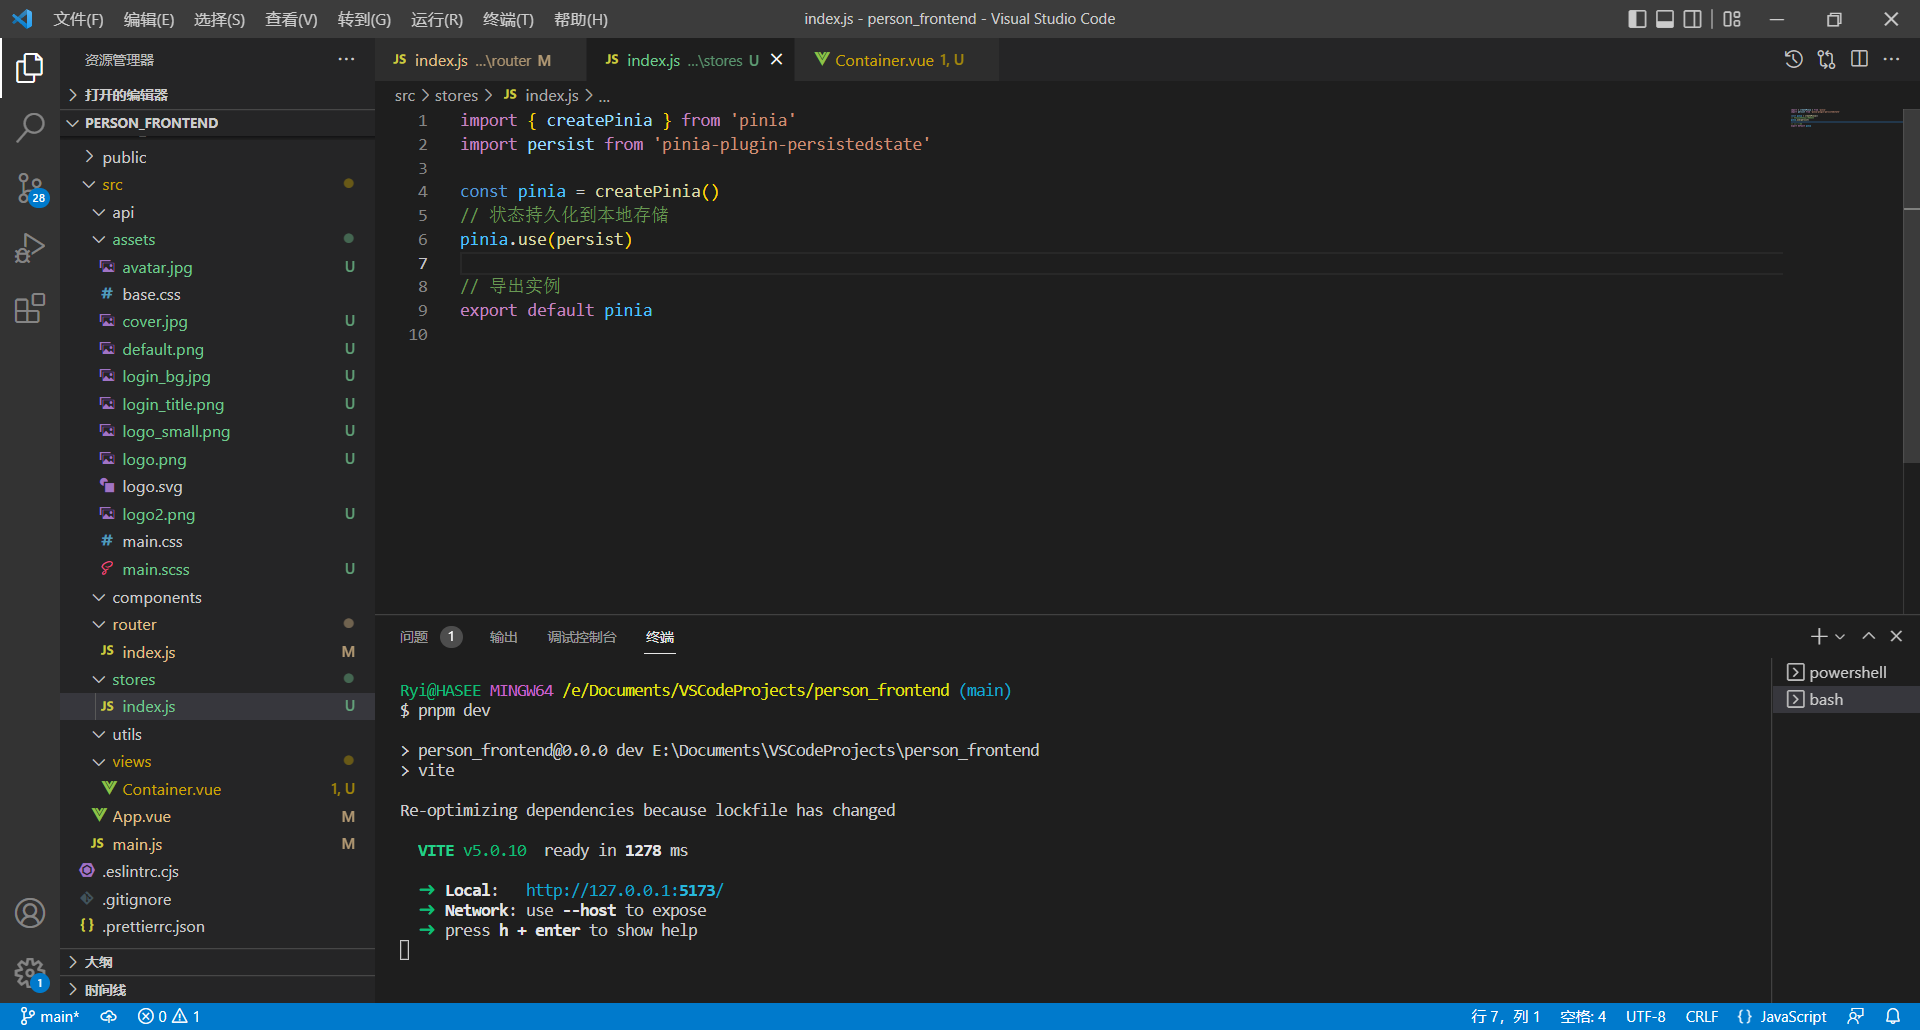 文件(F) 编辑(E) 选择(S) 查看(V) 转到(G) 运行(R) 终端(T) 帮助(H) index.js - person_frontend - Visual Studio Code
资源管理器
打开的编辑器
PERSON_FRONTEND
public
src
api
assets
avatar.jpg U
base.css
cover.jpg U
default.png U
login_bg.jpg U
login_title.png U
logo_small.png U
logo.png U
logo.svg
logo2.png U
main.css
main.scss U
components
router
JS index.js M
stores
JS index.js U
utils
views
Container.vue 1, U
App.vue M
JS main.js M
.eslintrc.cjs
.gitignore
{} .prettierrc.json
大纲
时间线
28
1
JS index.js ...\router M JS index.js ...\stores U Container.vue 1, U
src > stores > JS index.js > ...
1 import { createPinia } from 'pinia'
2 import persist from 'pinia-plugin-persistedstate'
3
4 const pinia = createPinia()
5 // 状态持久化到本地存储
6 pinia.use(persist)
7
8 // 导出实例
9 export default pinia
10
问题 1 输出 调试控制台 终端
powershell
bash
Ryi@HASEE MINGW64 /e/Documents/VSCodeProjects/person_frontend (main)
$ pnpm dev
> person_frontend@0.0.0 dev E:\Documents\VSCodeProjects\person_frontend
> vite
Re-optimizing dependencies because lockfile has changed
VITE v5.0.10 ready in 1278 ms
➜ Local: http://127.0.0.1:5173/
➜ Network: use --host to expose
➜ press h + enter to show help
main* 0 1 行 7，列 1 空格: 4 UTF-8 CRLF {} JavaScript